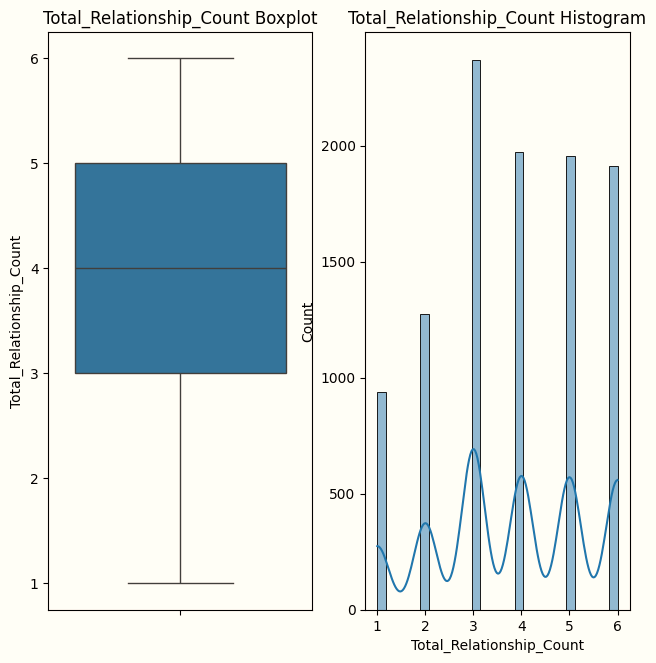 Total_Relationship_Count Boxplot
Total_Relationship_Count
6
5
4
3
2
1
Total_Relationship_Count Histogram
Count
2000
1500
1000
500
0
1 2 3 4 5 6
Total_Relationship_Count